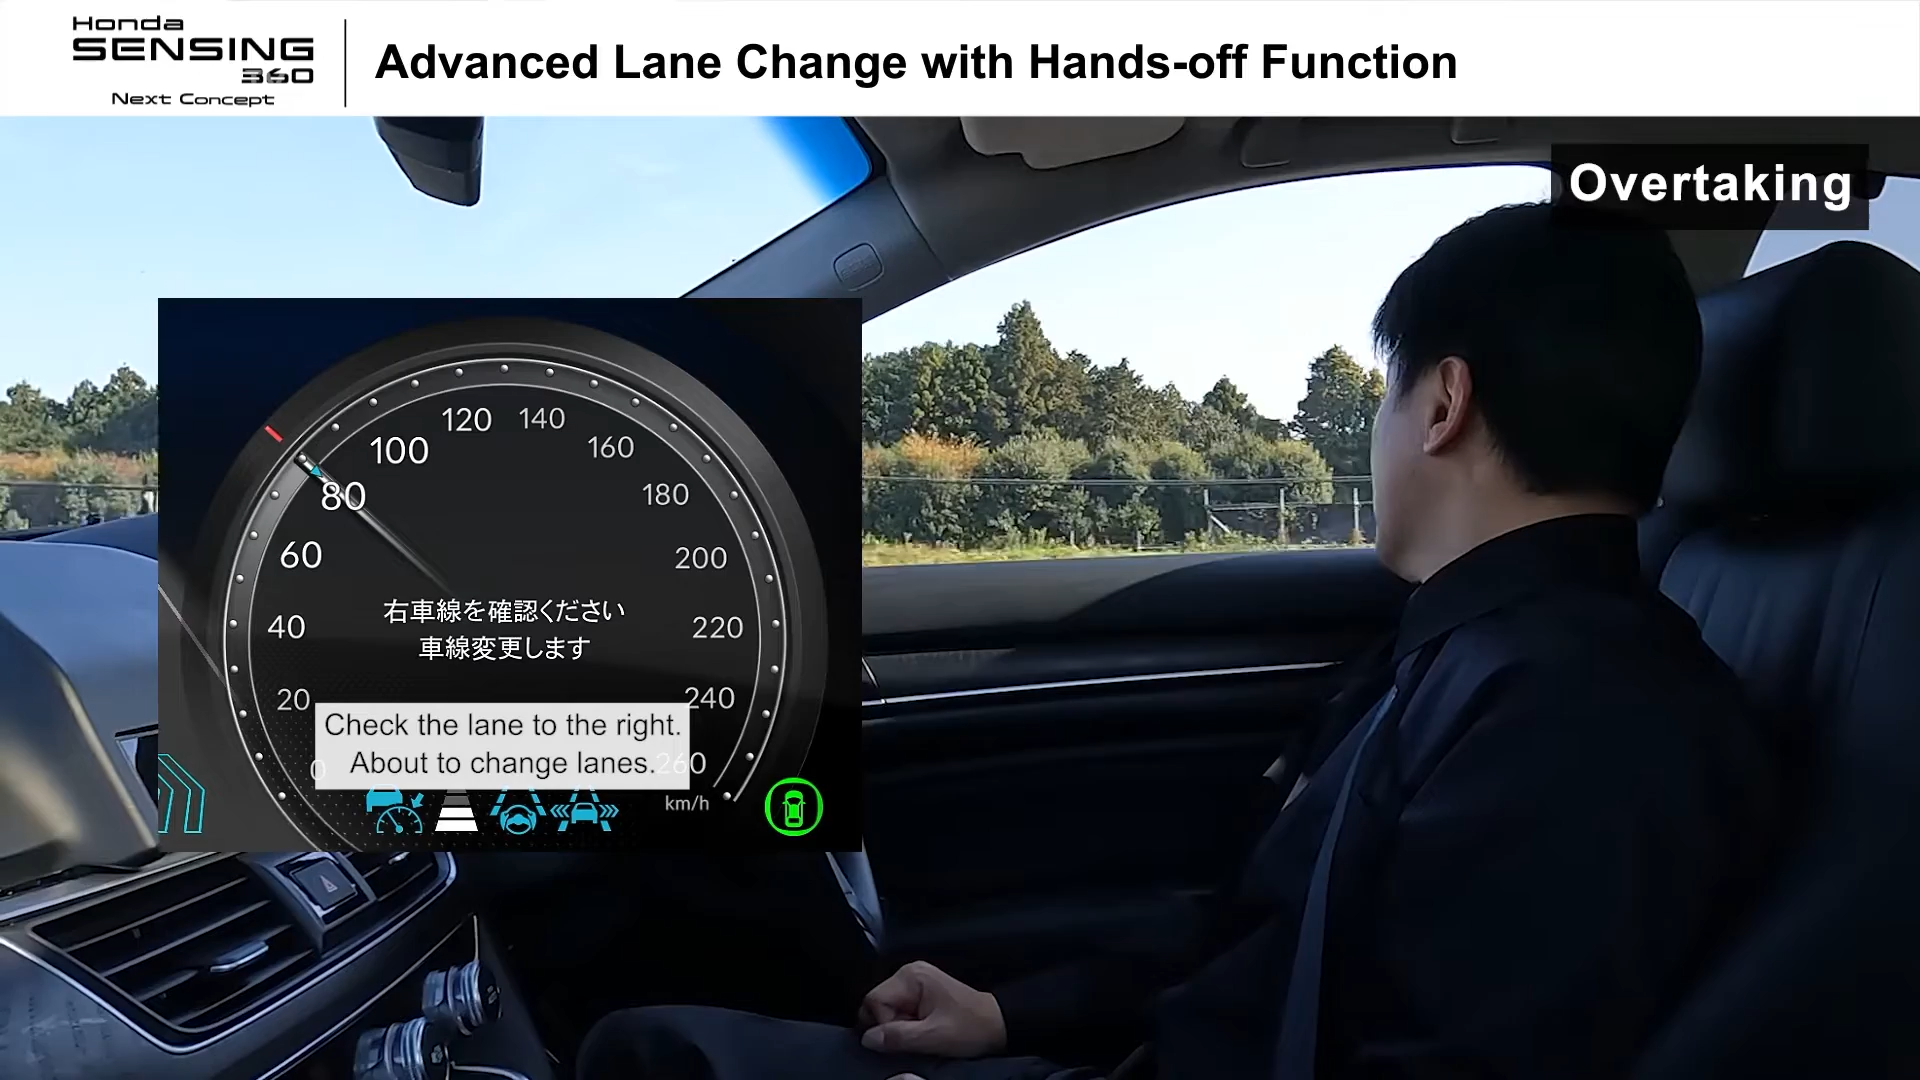 Honda
SENSING
360
Next Concept
Advanced Lane Change with Hands-off Function
Overtaking
120 140
100 160
80 180
60 200
右車線を確認ください
40 220
車線変更します
20 240
Check the lane to the right.
About to change lanes.
0 260
km/h